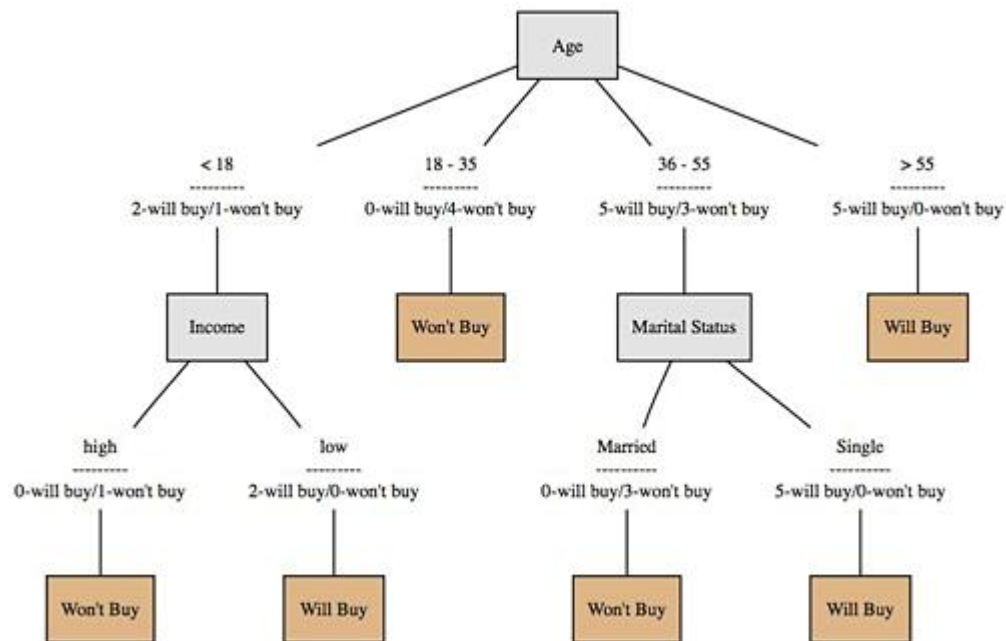 Age
< 18
---------
2-will buy/1-won't buy
18 - 35
---------
0-will buy/4-won't buy
36 - 55
---------
5-will buy/3-won't buy
> 55
---------
5-will buy/0-won't buy
Income
Won't Buy
Marital Status
Will Buy
high
---------
0-will buy/1-won't buy
low
---------
2-will buy/0-won't buy
Married
----------
0-will buy/3-won't buy
Single
----------
5-will buy/0-won't buy
Won't Buy
Will Buy
Won't Buy
Will Buy